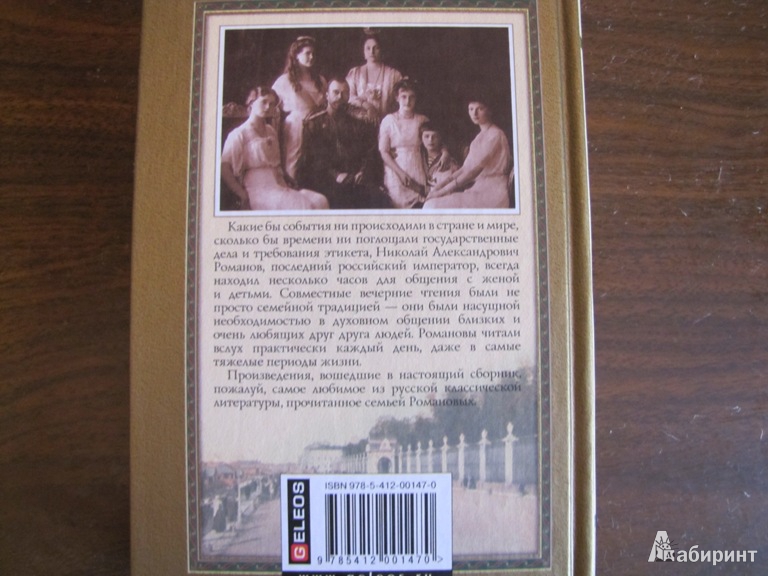 Какие бы события ни происходили в стране и мире,
сколько бы времени ни поглощали государственные
дела и требования этикета, Николай Александрович
Романов, последний российский император, всегда
находил несколько часов для общения с женой
и детьми. Совместные вечерние чтения были не
просто семейной традицией — они были насущной
необходимостью в духовном общении близких и
очень любящих друг друга людей. Романовы читали
вслух практически каждый день, даже в самые
тяжелые периоды жизни.
Произведения, вошедшие в настоящий сборник,
пожалуй, самое любимое из русской классической
литературы, прочитанное семьей Романовых.
GELEOS
ISBN 978-5-412-00147-0
9 785412 001470 >
Лабиринт